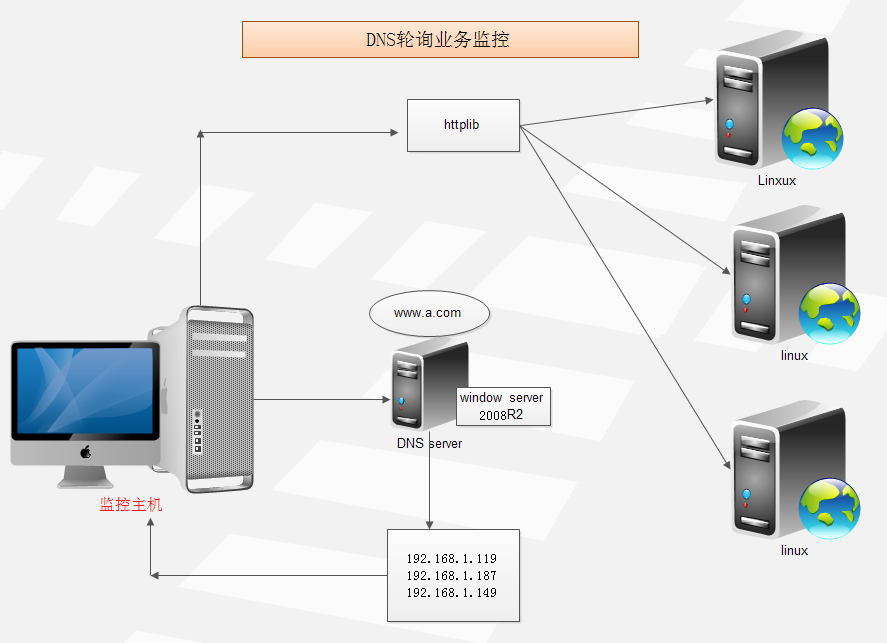 DNS轮询业务监控
httplib
Linxux
www.a.com
linux
window server
2008R2
DNS server
监控主机
192.168.1.119
192.168.1.187
192.168.1.149
linux